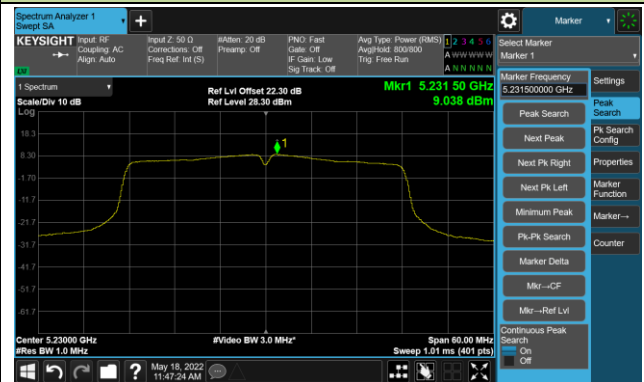 Spectrum Analyzer 1
Swept SA
Marker
KEYSIGHT
Input: RF
Coupling: AC
Align: Auto
Input Z: 50 Ω
Corrections: Off
Freq Ref: Int (S)
#Atten: 20 dB
Preamp: Off
PNO: Fast
Gate: Off
IF Gain: Low
Sig Track: Off
Avg Type: Power (RMS)
Avg|Hold: 800/800
Trig: Free Run
1 2 3 4 5 6
A W W W W W
A N N N N N
Select Marker
Marker 1
LXI
1 Spectrum
Scale/Div 10 dB
Log
Ref Lvl Offset 22.30 dB
Ref Level 28.30 dBm
Mkr1 5.231 50 GHz
9.038 dBm
1
18.3
8.30
-1.70
-11.7
-21.7
-31.7
-41.7
-51.7
-61.7
Center 5.23000 GHz
#Res BW 1.0 MHz
#Video BW 3.0 MHz*
Span 60.00 MHz
Sweep 1.01 ms (401 pts)
Marker Frequency
5.231500000 GHz
Peak Search
Next Peak
Next Pk Right
Next Pk Left
Minimum Peak
Pk-Pk Search
Marker Delta
Mkr→CF
Mkr→Ref Lvl
Continuous Peak
Search
On
Off
Settings
Peak
Search
Pk Search
Config
Properties
Marker
Function
Marker→
Counter
May 18, 2022
11:47:24 AM